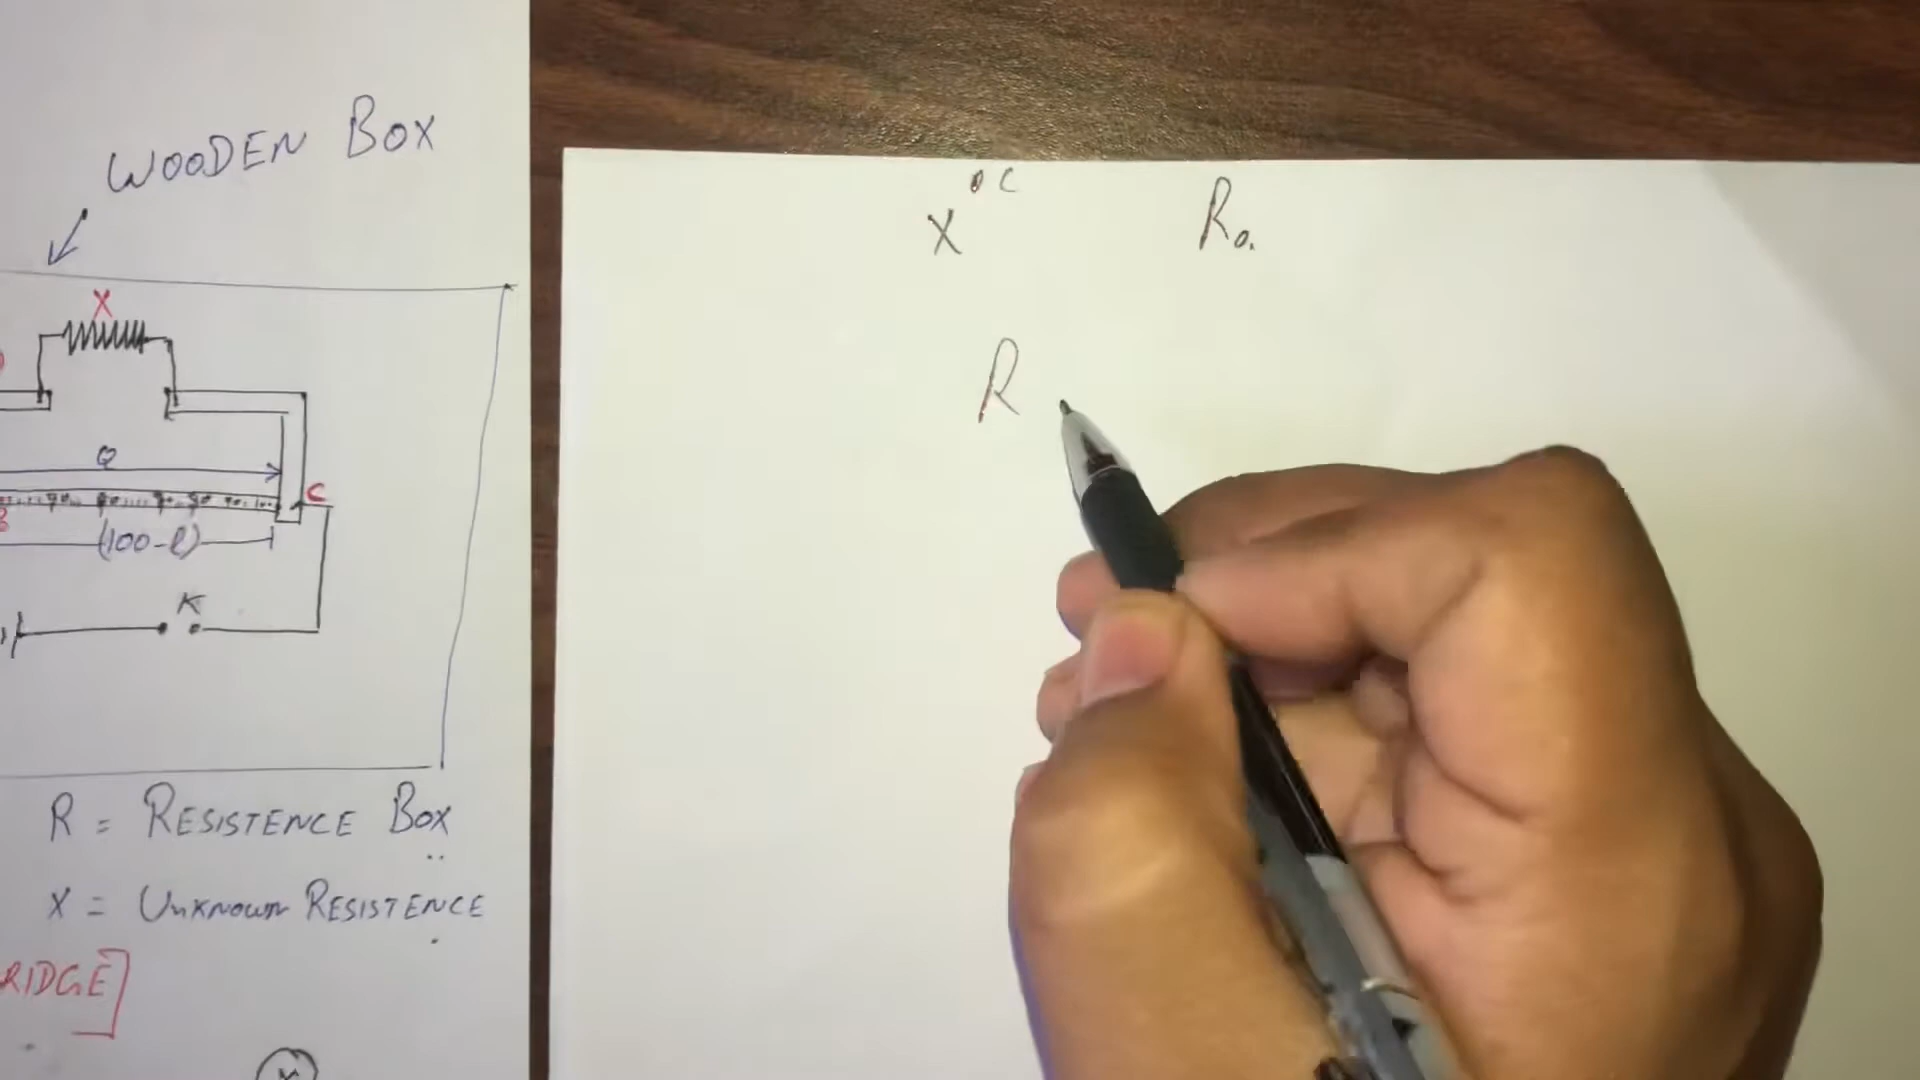 WOODEN BOX
X
Q
C
(100-l)
K
R = RESISTENCE BOX
X = UNKNOWN RESISTENCE
RIDGE]
X °C
R0.
R